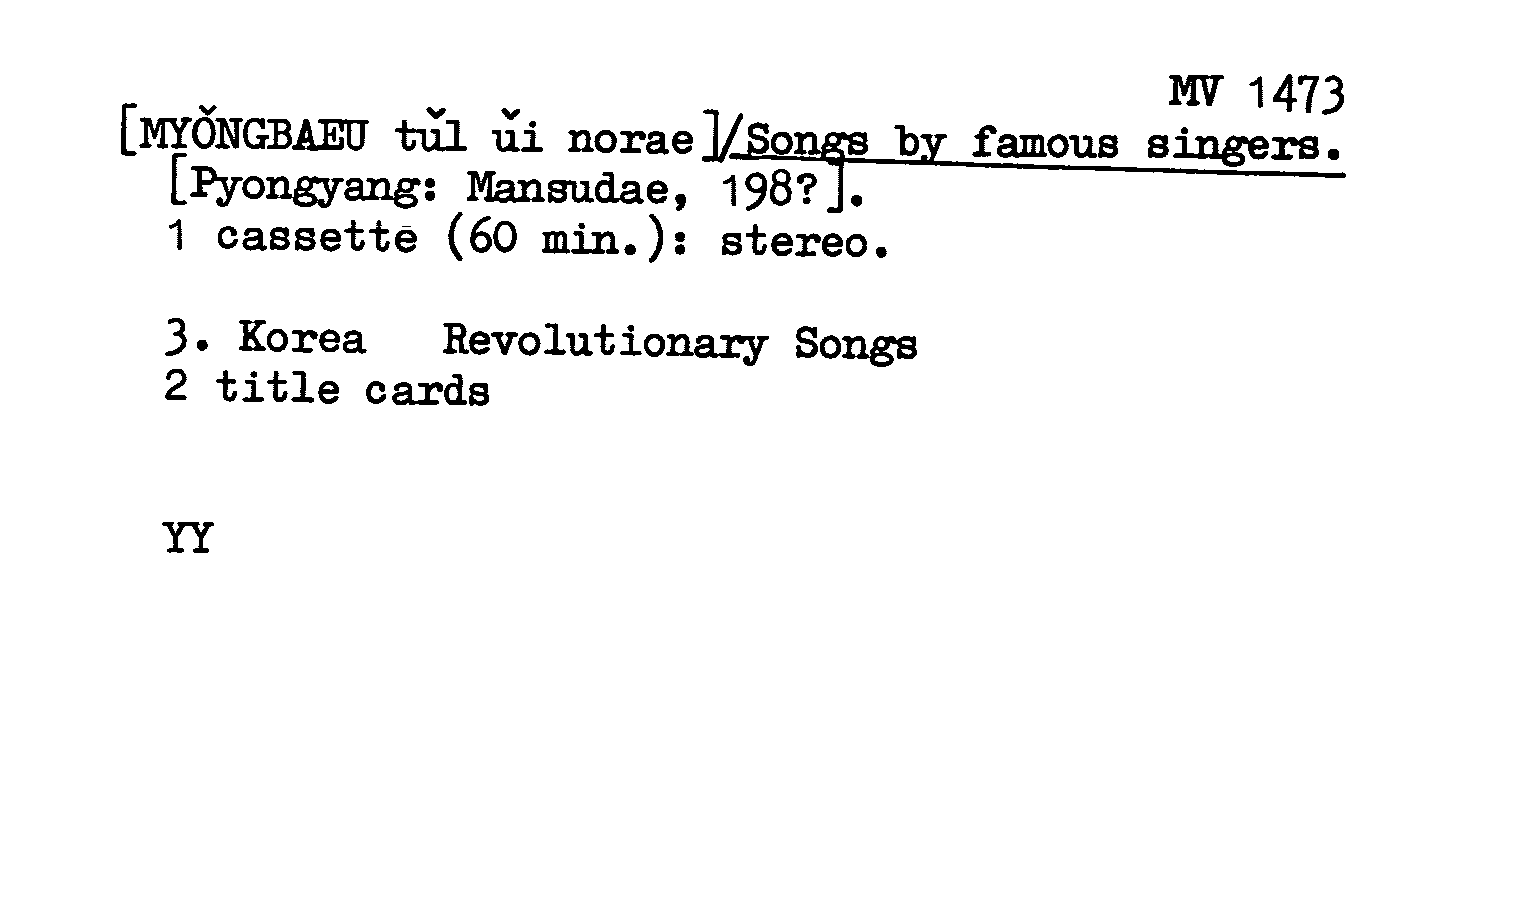 MV 1473
[MYŎNGBAEU tŭl ŭi norae]/Songs by famous singers.
[Pyongyang: Mansudae, 198?].
1 cassette (60 min.): stereo.
3. Korea Revolutionary Songs
2 title cards
YY